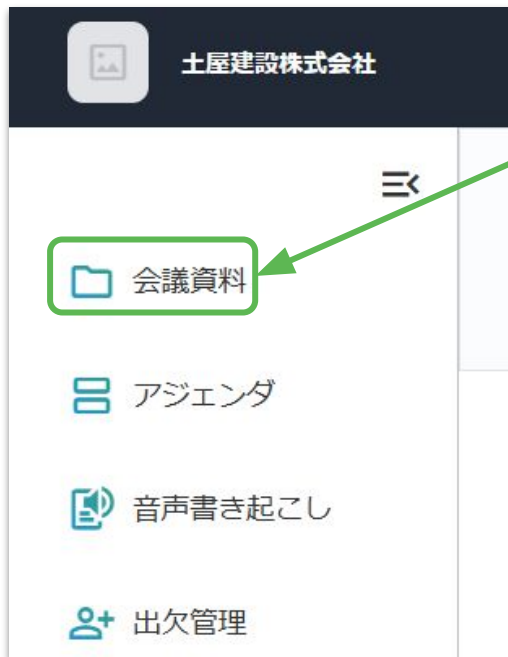 土屋建設株式会社
会議資料
アジェンダ
音声書き起こし
出欠管理